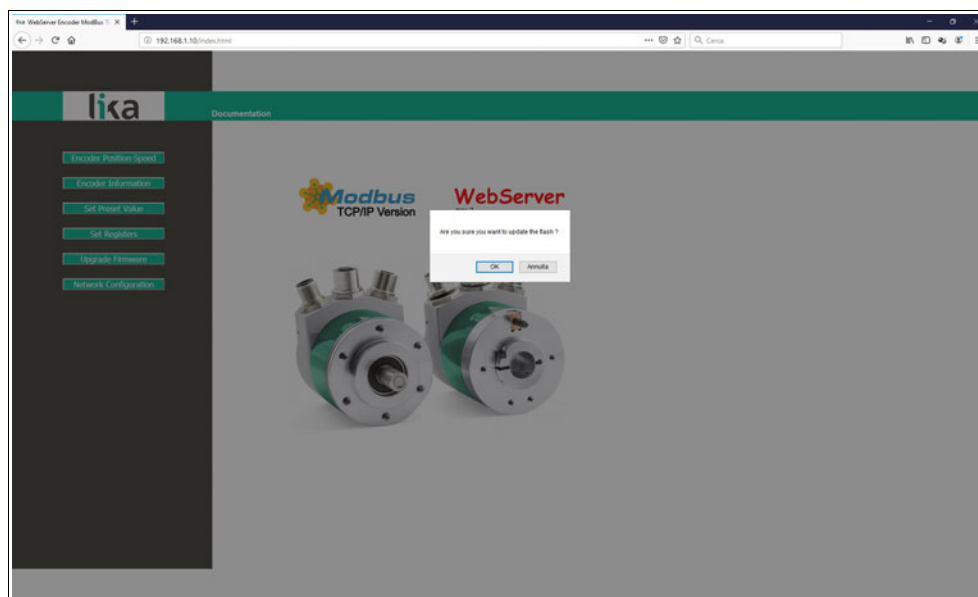 WebServer Encoder ModBus
192.168.1.10/index.html
Cerca
lika
Documentation
Encoder Position-Speed
Encoder Information
Set Preset Value
Set Registers
Upgrade Firmware
Network Configuration
Modbus
TCP/IP Version
WebServer
Are you sure you want to update the flash ?
OK Annulla